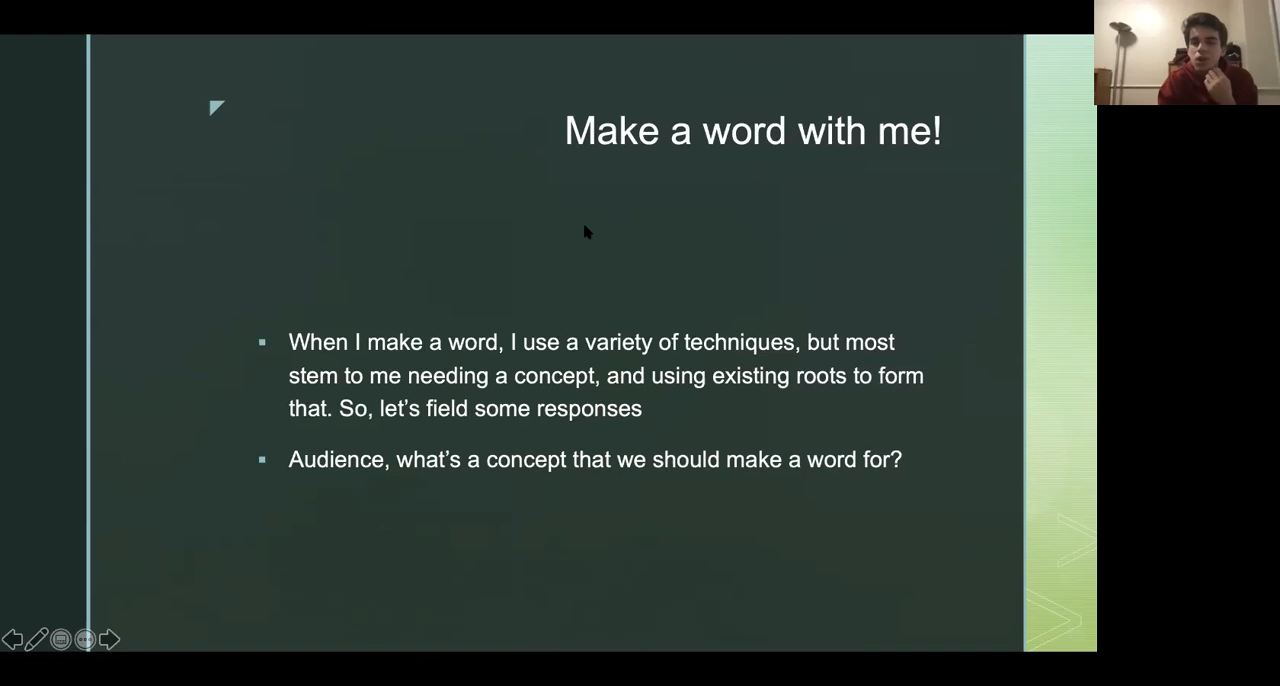 Make a word with me!
When I make a word, I use a variety of techniques, but most
stem to me needing a concept, and using existing roots to form
that. So, let’s field some responses
Audience, what’s a concept that we should make a word for?